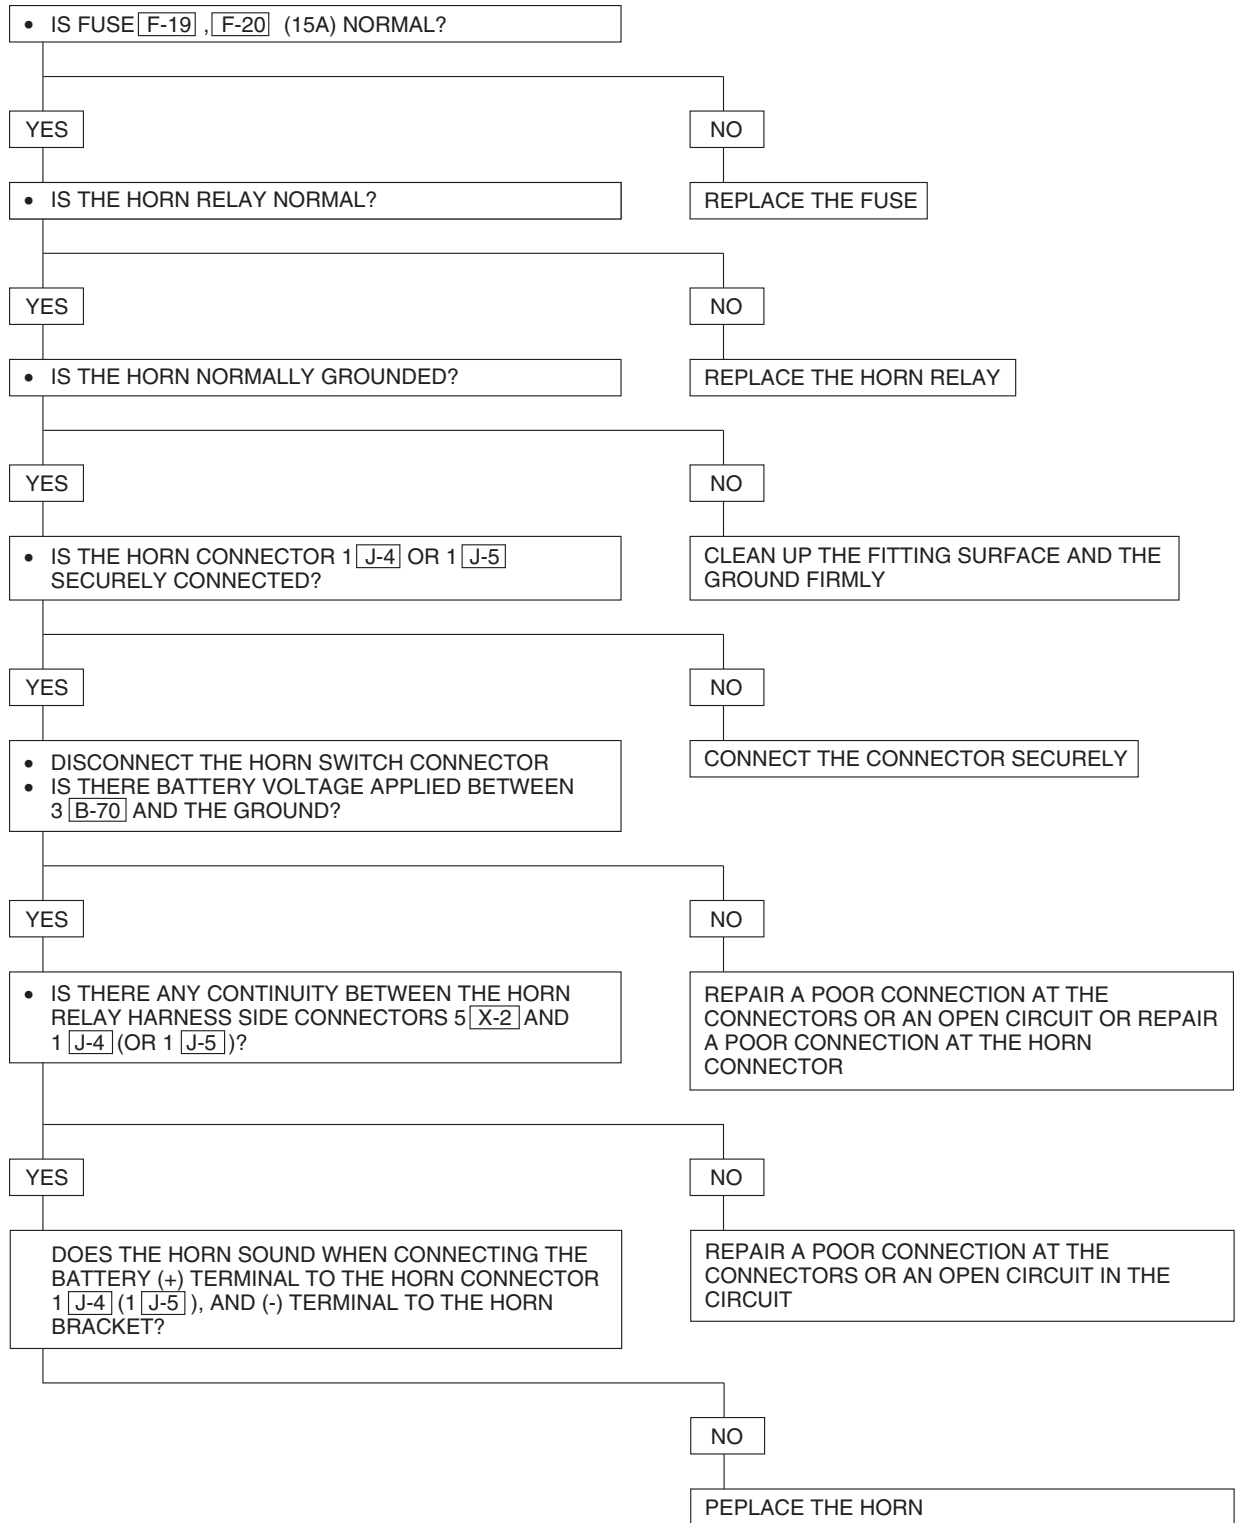 • IS FUSE F-19 , F-20 (15A) NORMAL?
YES
NO
• IS THE HORN RELAY NORMAL?
REPLACE THE FUSE
YES
NO
• IS THE HORN NORMALLY GROUNDED?
REPLACE THE HORN RELAY
YES
NO
• IS THE HORN CONNECTOR 1 J-4 OR 1 J-5
SECURELY CONNECTED?
CLEAN UP THE FITTING SURFACE AND THE
GROUND FIRMLY
YES
NO
• DISCONNECT THE HORN SWITCH CONNECTOR
• IS THERE BATTERY VOLTAGE APPLIED BETWEEN
3 B-70 AND THE GROUND?
CONNECT THE CONNECTOR SECURELY
YES
NO
• IS THERE ANY CONTINUITY BETWEEN THE HORN
RELAY HARNESS SIDE CONNECTORS 5 X-2 AND
1 J-4 (OR 1 J-5 )?
REPAIR A POOR CONNECTION AT THE
CONNECTORS OR AN OPEN CIRCUIT OR REPAIR
A POOR CONNECTION AT THE HORN
CONNECTOR
YES
NO
DOES THE HORN SOUND WHEN CONNECTING THE
BATTERY (+) TERMINAL TO THE HORN CONNECTOR
1 J-4 (1 J-5 ), AND (-) TERMINAL TO THE HORN
BRACKET?
REPAIR A POOR CONNECTION AT THE
CONNECTORS OR AN OPEN CIRCUIT IN THE
CIRCUIT
NO
PEPLACE THE HORN